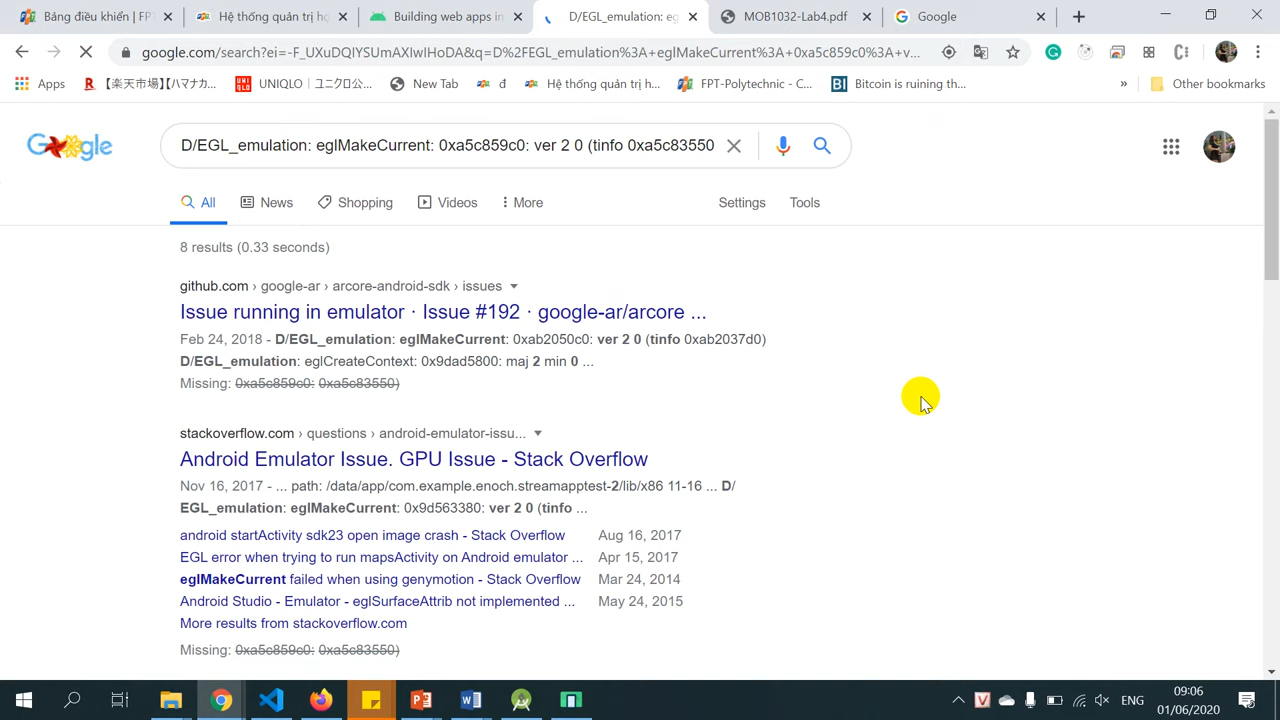 Bảng điều khiển | FPT
Hệ thống quản trị họ
Building web apps in
D/EGL_emulation: eg
MOB1032-Lab4.pdf
Google
google.com/search?ei=-F_UXuDQIYSUmAXlwIHoDA&q=D%2FEGL_emulation%3A+eglMakeCurrent%3A+0xa5c859c0%3A+v...
Apps
【楽天市場】【ハマナカ...
UNIQLO｜ユニクロ公...
New Tab
đ
Hệ thống quản trị h...
FPT-Polytechnic - C...
Bitcoin is ruining th...
»
Other bookmarks
Google
D/EGL_emulation: eglMakeCurrent: 0xa5c859c0: ver 2 0 (tinfo 0xa5c83550
All
News
Shopping
Videos
More
Settings
Tools
8 results (0.33 seconds)
github.com › google-ar › arcore-android-sdk › issues
Issue running in emulator · Issue #192 · google-ar/arcore ...
Feb 24, 2018 - D/EGL_emulation: eglMakeCurrent: 0xab2050c0: ver 2 0 (tinfo 0xab2037d0)
D/EGL_emulation: eglCreateContext: 0x9dad5800: maj 2 min 0 ...
Missing: 0xa5c859c0: 0xa5c83550)
stackoverflow.com › questions › android-emulator-issu...
Android Emulator Issue. GPU Issue - Stack Overflow
Nov 16, 2017 - ... path: /data/app/com.example.enoch.streamapptest-2/lib/x86 11-16 ... D/
EGL_emulation: eglMakeCurrent: 0x9d563380: ver 2 0 (tinfo ...
android startActivity sdk23 open image crash - Stack Overflow Aug 16, 2017
EGL error when trying to run mapsActivity on Android emulator ... Apr 15, 2017
eglMakeCurrent failed when using genymotion - Stack Overflow Mar 24, 2014
Android Studio - Emulator - eglSurfaceAttrib not implemented ... May 24, 2015
More results from stackoverflow.com
Missing: 0xa5c859c0: 0xa5c83550)
ENG
09:06
01/06/2020